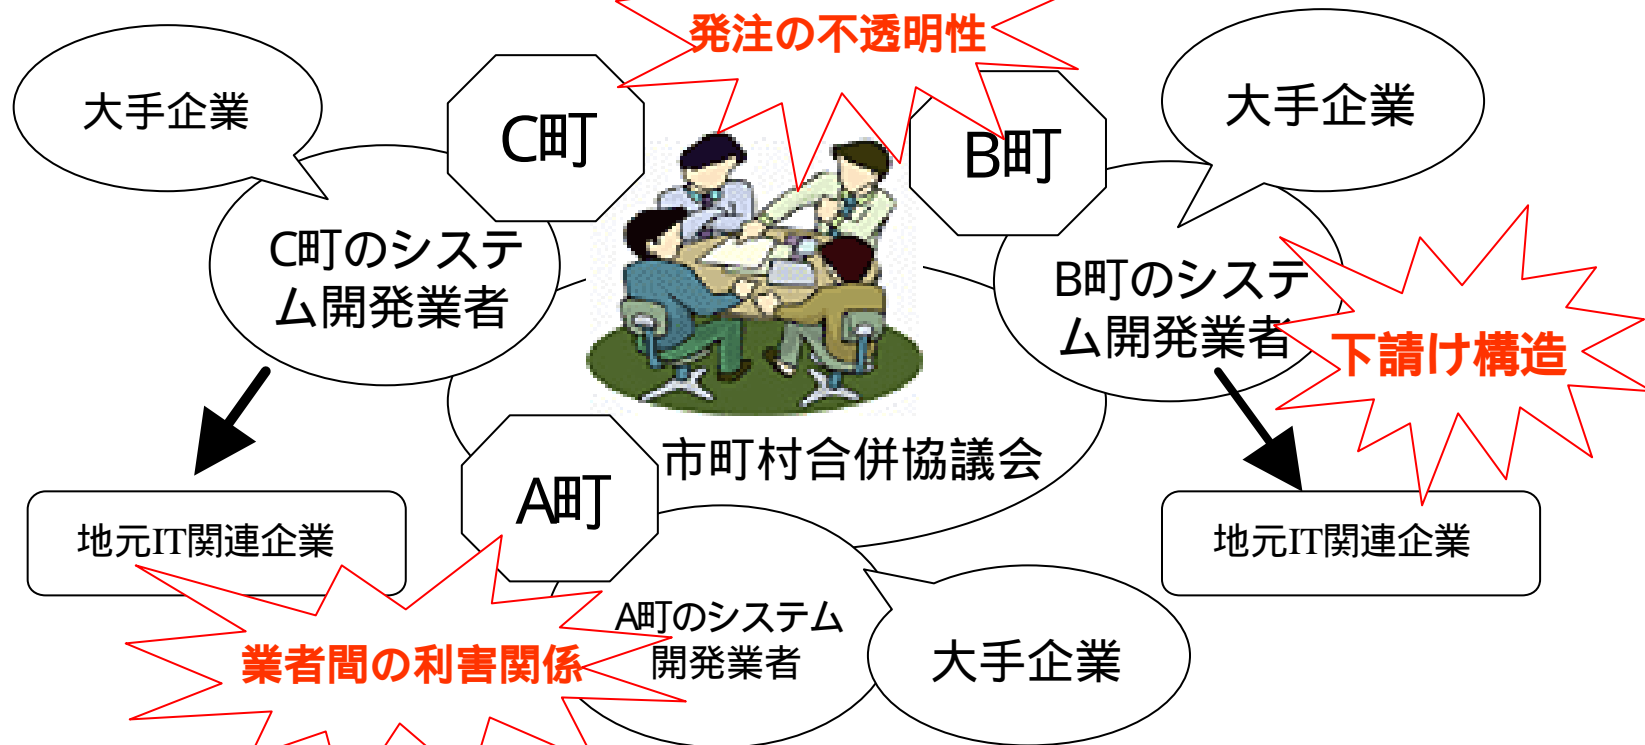 発注の不透明性
大手企業
C町
B町
大手企業
C町のシステ
ム開発業者
B町のシステ
ム開発業者
下請け構造
市町村合併協議会
A町
地元IT関連企業
地元IT関連企業
A町のシステム
開発業者
業者間の利害関係
大手企業